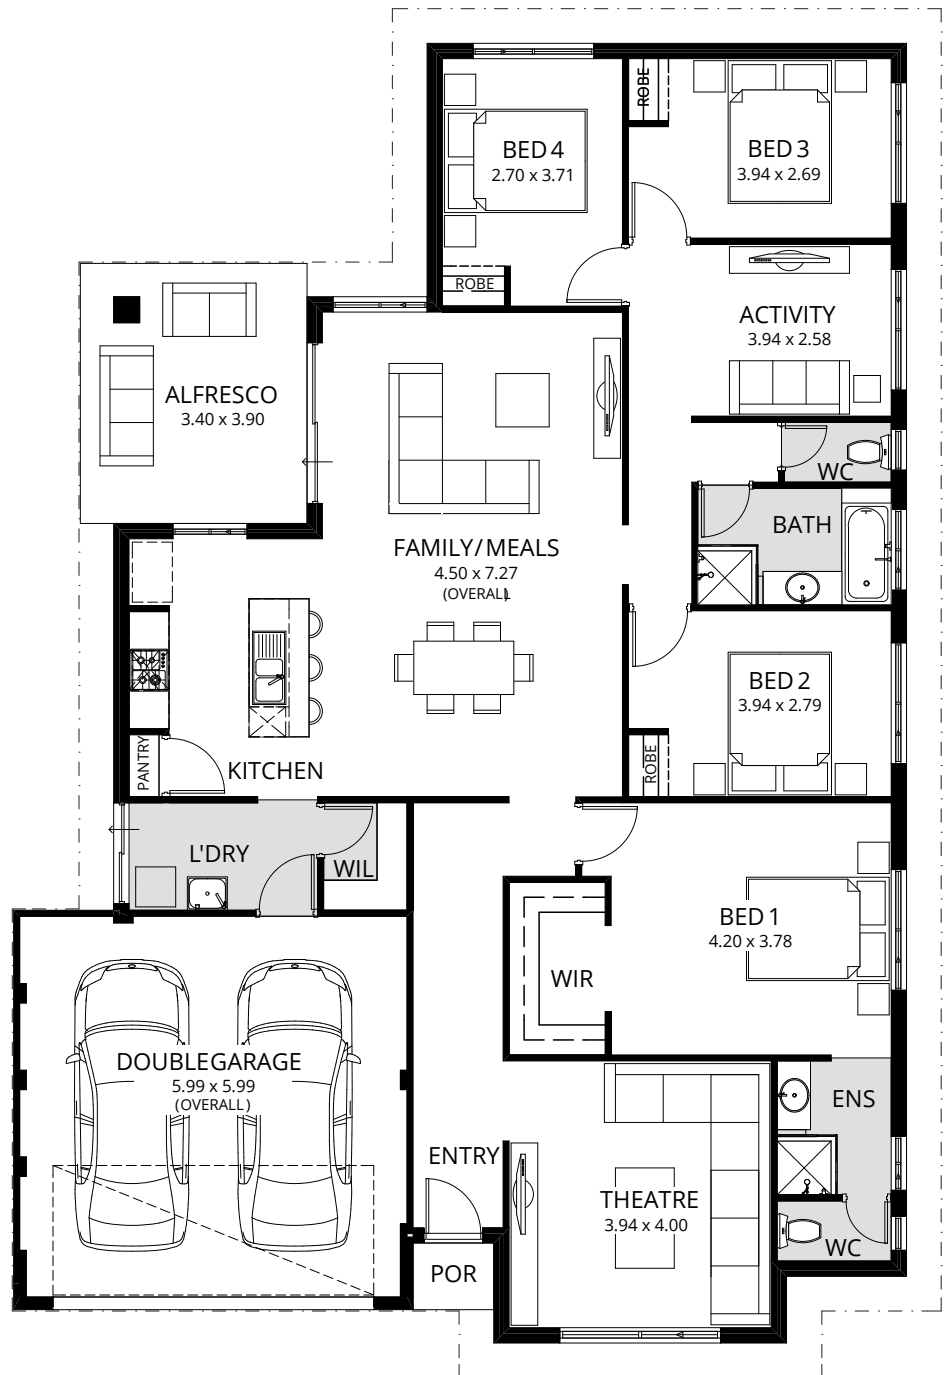 ROBE
BED 3
3.94 x 2.69
BED 4
2.70 x 3.71
ROBE
ACTIVITY
3.94 x 2.58
ALFRESCO
3.40 x 3.90
WC
BATH
FAMILY/MEALS
4.50 x 7.27
(OVERALL)
BED 2
3.94 x 2.79
ROBE
PANTRY
KITCHEN
L'DRY
WIL
BED 1
4.20 x 3.78
WIR
DOUBLE GARAGE
5.99 x 5.99
(OVERALL)
ENS
ENTRY
THEATRE
3.94 x 4.00
WC
POR